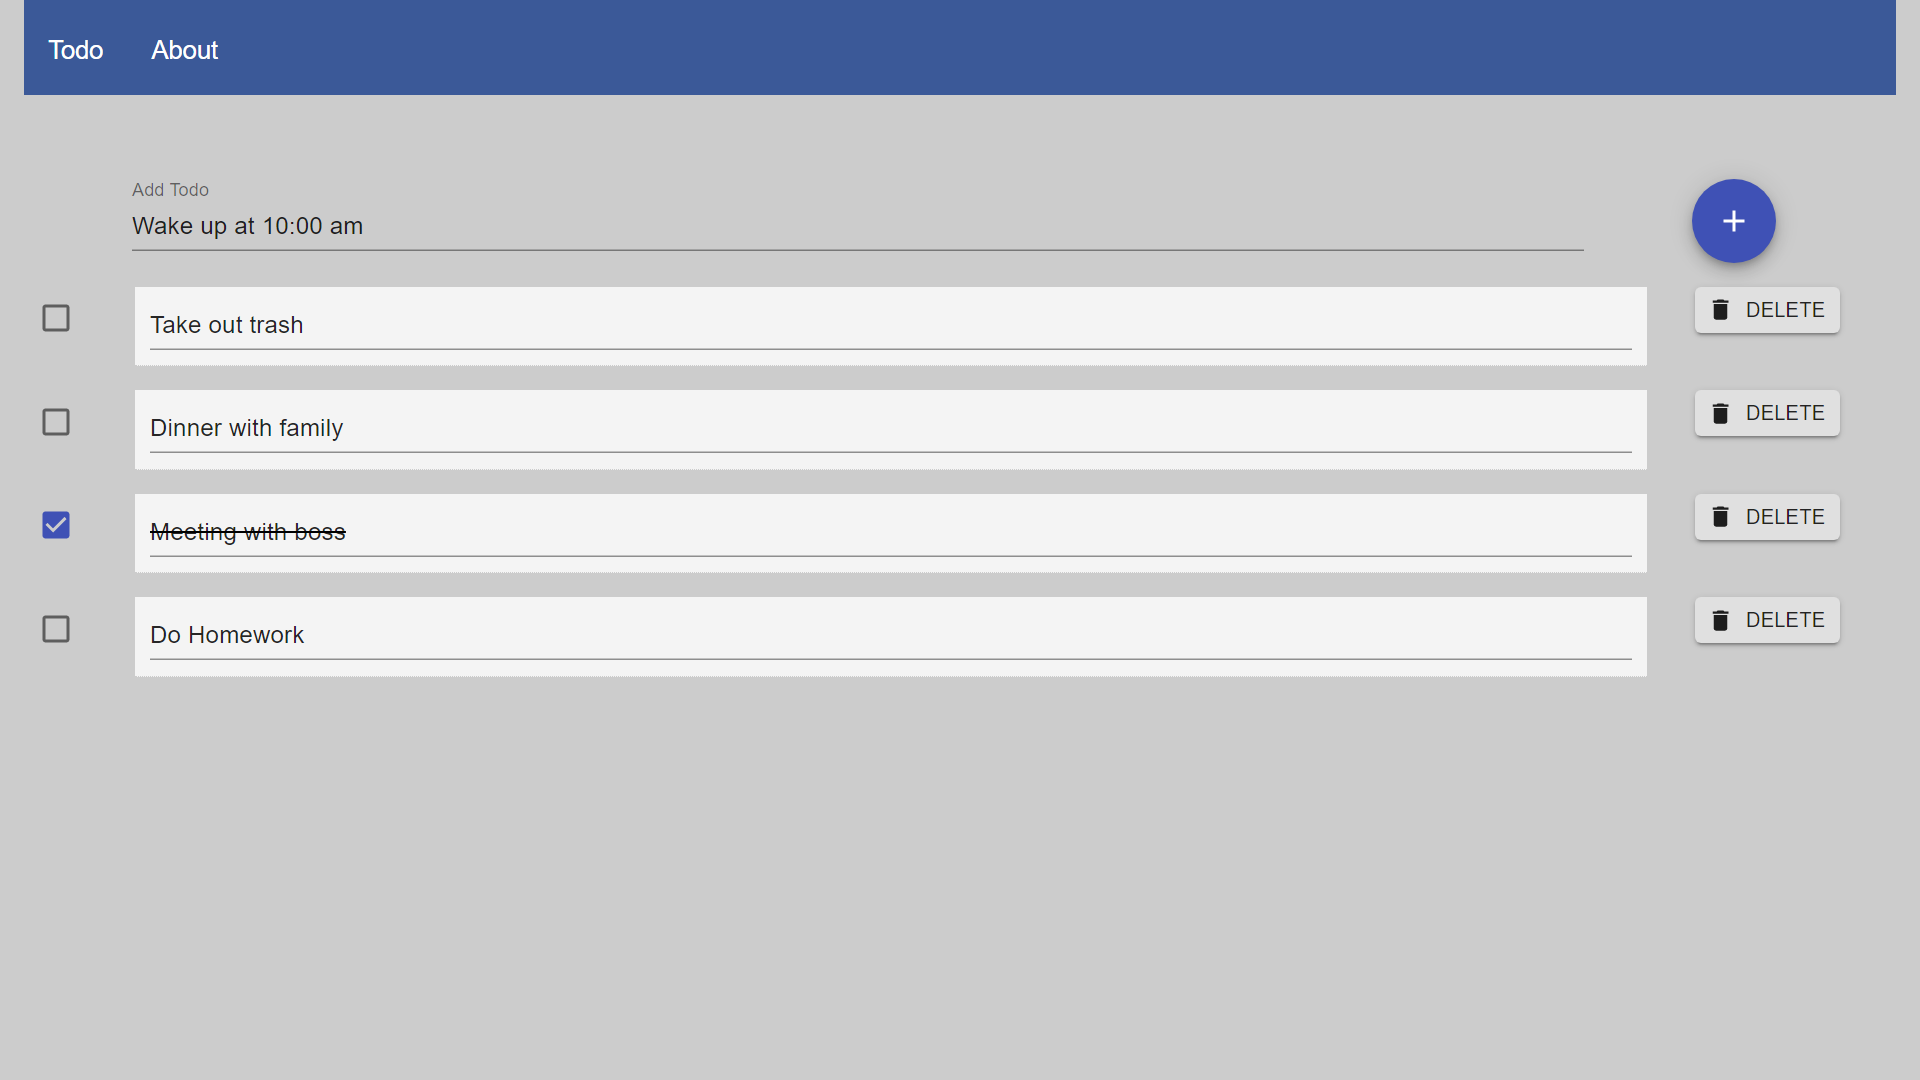 Todo About
Add Todo
Wake up at 10:00 am
Take out trash DELETE
Dinner with family DELETE
Meeting with boss DELETE
Do Homework DELETE